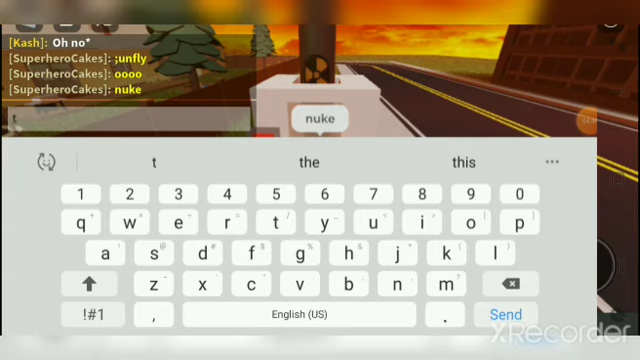 [Kash]: Oh no*
[SuperheroCakes]: ;unfly
[SuperheroCakes]: oooo
[SuperheroCakes]: nuke
t
nuke
t the this
1 2 3 4 5 6 7 8 9 0
q w e r t y u i o p
a s d f g h j k l
z x c v b n m
!#1 , English (US) . Send
XRecorder